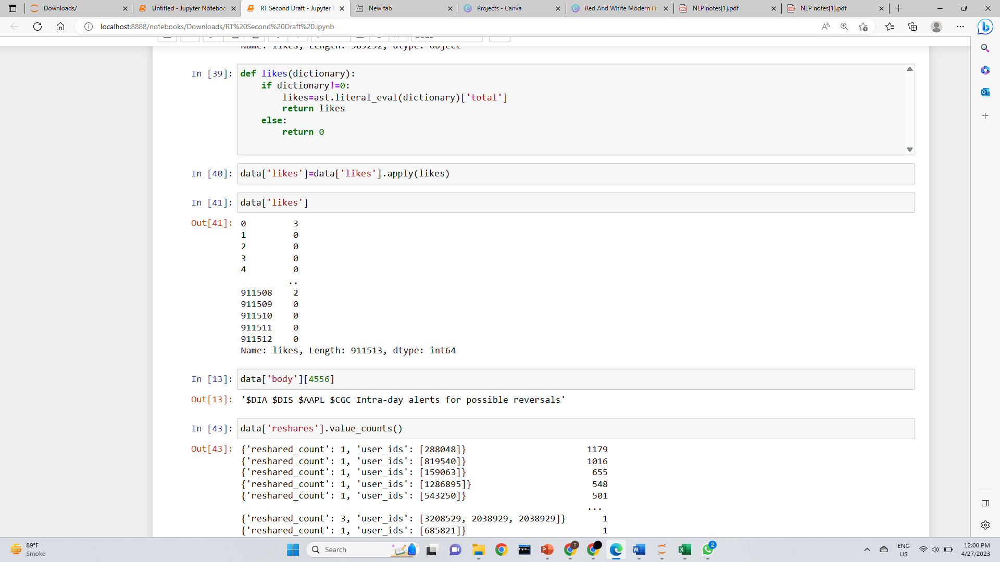 Downloads/
Untitled - Jupyter Noteboo
RT Second Draft - Jupyter
New tab
Projects - Canva
Red And White Modern Fir
NLP notes[1].pdf
NLP notes[1].pdf
localhost:8888/notebooks/Downloads/RT%20Second%20Draft%20.ipynb
Name: likes, Length: 589292, dtype: object
In [39]:
def likes(dictionary):
    if dictionary!=0:
        likes=ast.literal_eval(dictionary)['total']
        return likes
    else:
        return 0
In [40]: data['likes']=data['likes'].apply(likes)
In [41]: data['likes']
Out[41]:
0         3
1         0
2         0
3         0
4         0
         ..
911508    2
911509    0
911510    0
911511    0
911512    0
Name: likes, Length: 911513, dtype: int64
In [13]: data['body'][4556]
Out[13]: '$DIA $DIS $AAPL $CGC Intra-day alerts for possible reversals'
In [43]: data['reshares'].value_counts()
Out[43]:
{'reshared_count': 1, 'user_ids': [288048]}    1179
{'reshared_count': 1, 'user_ids': [819540]}    1016
{'reshared_count': 1, 'user_ids': [159063]}    655
{'reshared_count': 1, 'user_ids': [1286895]}    548
{'reshared_count': 1, 'user_ids': [543250]}    501
...
{'reshared_count': 3, 'user_ids': [3208529, 2038929, 2038929]}    1
{'reshared_count': 1, 'user_ids': [685821]}    1
89°F
Smoke
Search
ENG
US
2
12:00 PM
4/27/2023